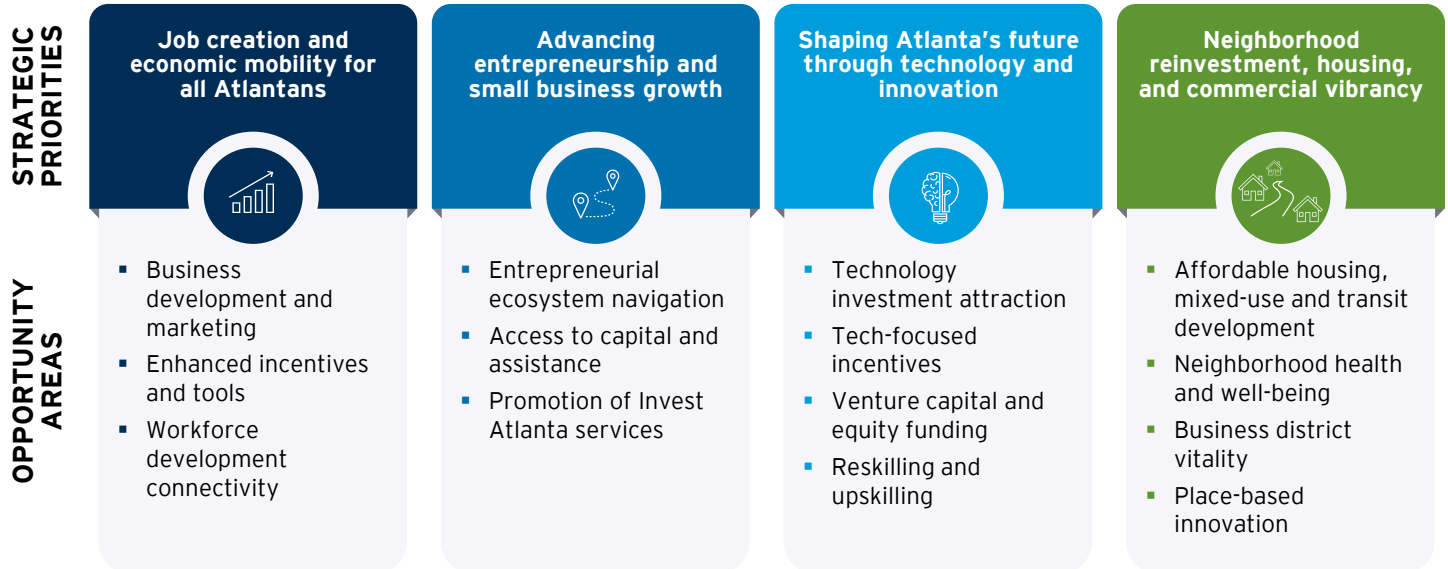 STRATEGIC
PRIORITIES
Job creation and
economic mobility for
all Atlantans
Advancing
entrepreneurship and
small business growth
Shaping Atlanta's future
through technology and
innovation
Neighborhood
reinvestment, housing,
and commercial vibrancy
OPPORTUNITY
AREAS
▪ Business
development and
marketing
▪ Enhanced incentives
and tools
▪ Workforce
development
connectivity
▪ Entrepreneurial
ecosystem navigation
▪ Access to capital and
assistance
▪ Promotion of Invest
Atlanta services
▪ Technology
investment attraction
▪ Tech-focused
incentives
▪ Venture capital and
equity funding
▪ Reskilling and
upskilling
▪ Affordable housing,
mixed-use and transit
development
▪ Neighborhood health
and well-being
▪ Business district
vitality
▪ Place-based
innovation